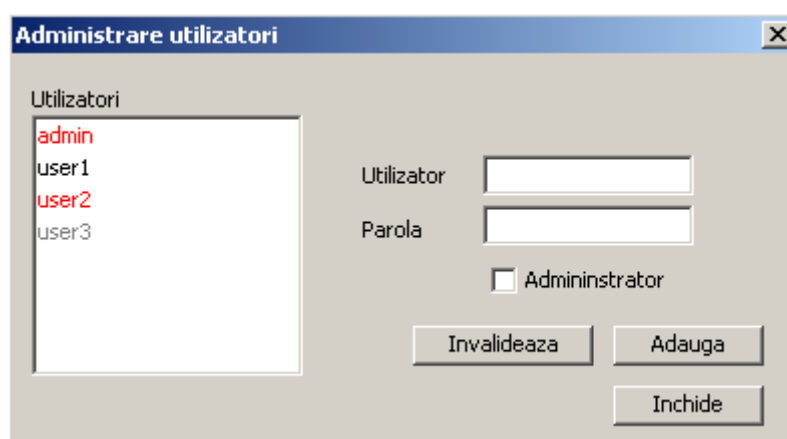 Administrare utilizatori
Utilizatori
admin
user1
user2
user3
Utilizator
Parola
Admininstrator
Invalideaza
Adauga
Inchide